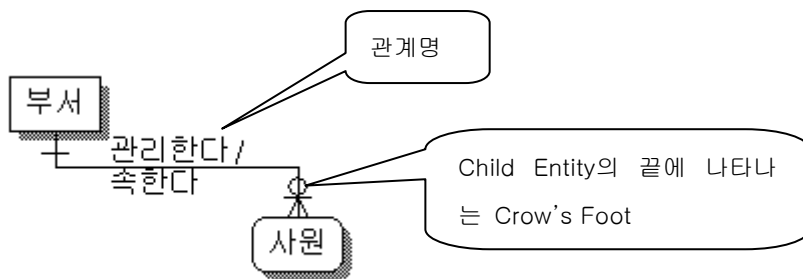 관계명
부서
관리한다/
속한다
Child Entity의 끝에 나타나
는 Crow's Foot
사원